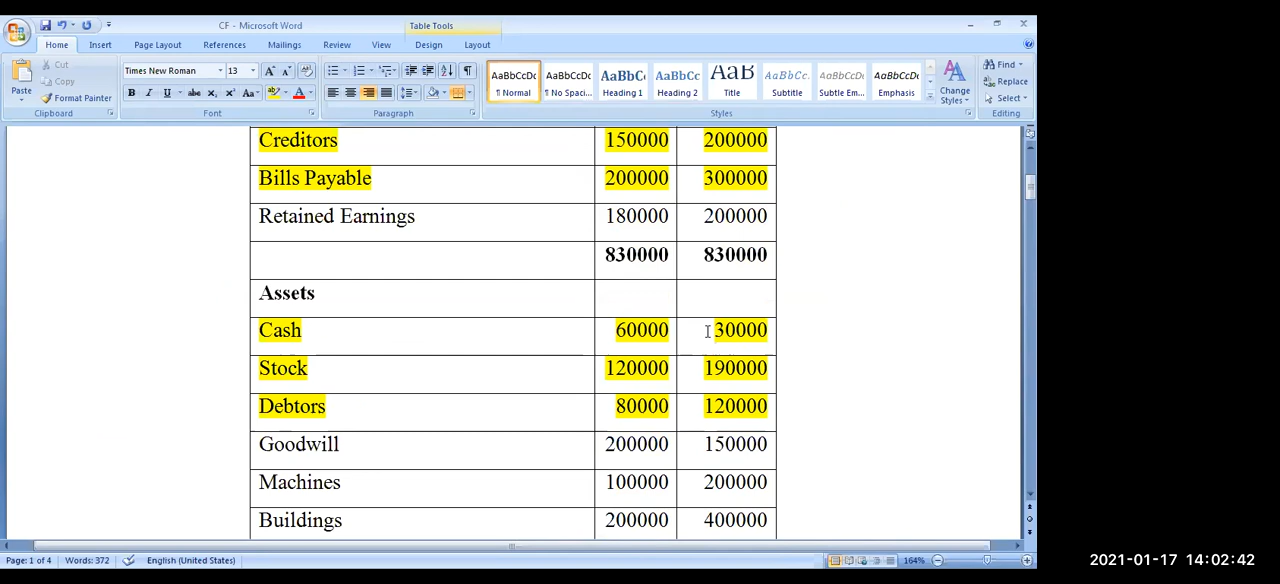 CF - Microsoft Word
Table Tools
Home Insert Page Layout References Mailings Review View Design Layout
Paste
Cut
Copy
Format Painter
Clipboard
Times New Roman 13
B I U abc x₂ x² Aa
Font
Paragraph
AaBbCcDc AaBbCcDc AaBbC AaBbCc AaB AaBbCc. AaBbCcDc AaBbCcDc
¶ Normal ¶ No Spaci... Heading 1 Heading 2 Title Subtitle Subtle Em... Emphasis
Styles
Change
Styles
Find
Replace
Select
Editing
Creditors 150000 200000
Bills Payable 200000 300000
Retained Earnings 180000 200000
830000 830000
Assets
Cash 60000 30000
Stock 120000 190000
Debtors 80000 120000
Goodwill 200000 150000
Machines 100000 200000
Buildings 200000 400000
Page: 1 of 4 Words: 372 English (United States) 164%
2021-01-17 14:02:42